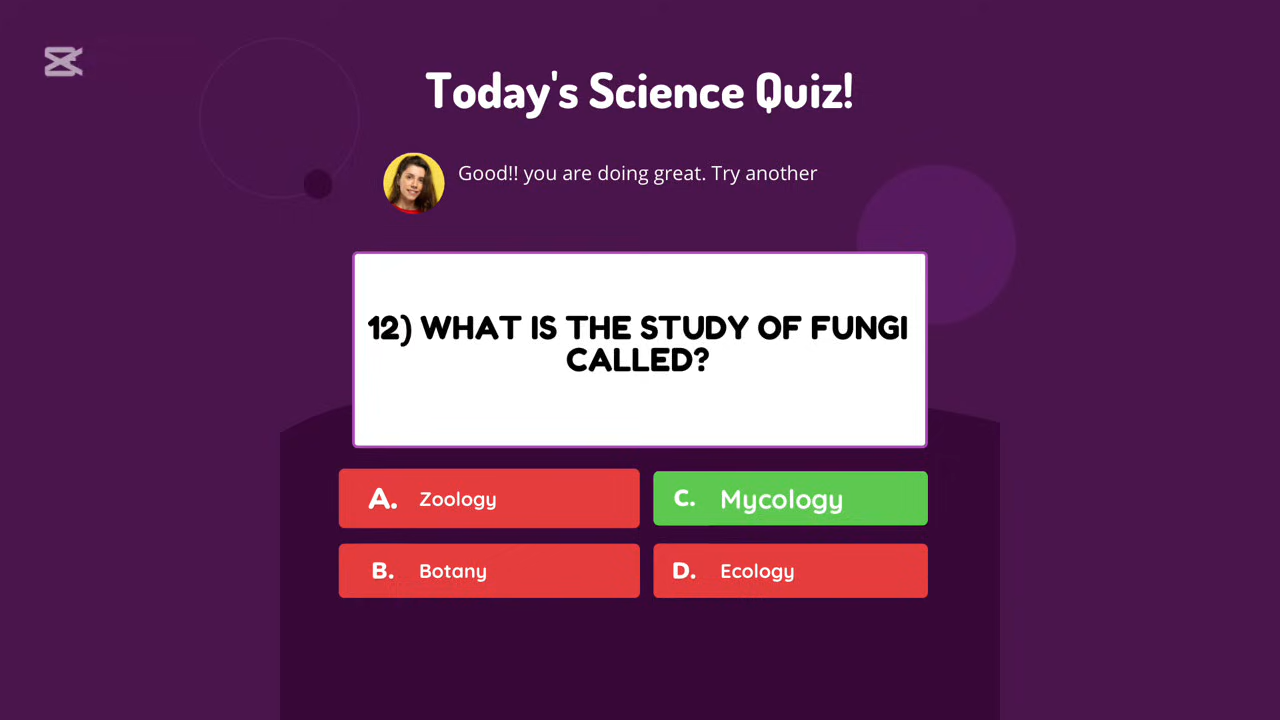 Today's Science Quiz!
Good!! you are doing great. Try another
12) WHAT IS THE STUDY OF FUNGI
CALLED?
A. Zoology
C. Mycology
B. Botany
D. Ecology